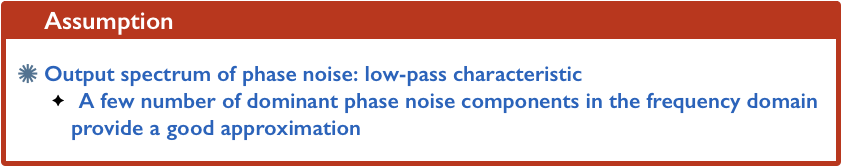 Assumption
Output spectrum of phase noise: low-pass characteristic
A few number of dominant phase noise components in the frequency domain
provide a good approximation